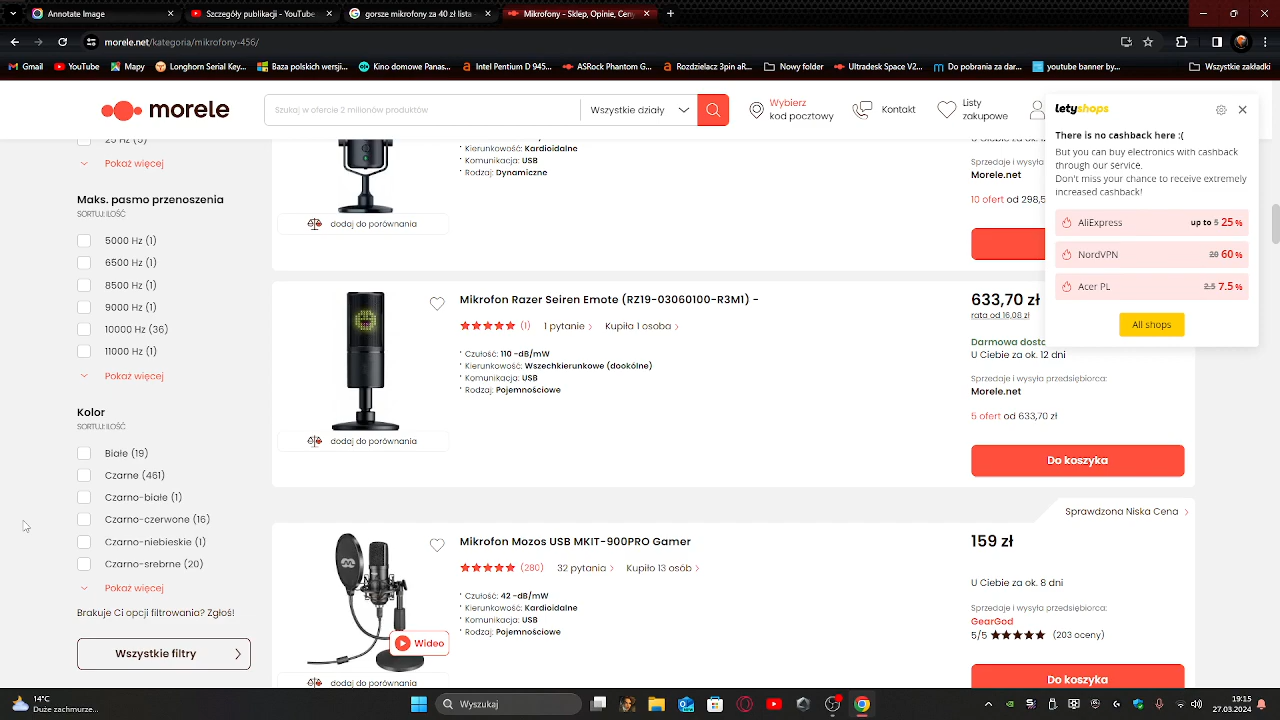 Annotate Image
Szczegóły publikacji - YouTube
gorsze mikrofony za 40 zł lista
Mikrofony - Sklep, Opinie, Cen
morele.net/kategoria/mikrofony-456/
Gmail
YouTube
Mapy
Longhorn Serial Key...
Baza polskich wersji...
Kino domowe Panas...
Intel Pentium D 945...
ASRock Phantom G...
Rozdzielacz 3pin aR...
Nowy folder
Ultradesk Space V2...
Do pobrania za dar...
youtube banner by...
Wszystkie zakładki
morele
Szukaj w ofercie 2 milionów produktów
Wszystkie działy
Wybierz
kod pocztowy
Kontakt
Listy
zakupowe
letyshops
There is no cashback here :(
But you can buy electronics with cashback
through our service.
Don't miss your chance to receive extremely
increased cashback!
AliExpress up to 5 25 %
NordVPN 20 60 %
Acer PL 2.5 7.5 %
All shops
Pokaż więcej
Maks. pasmo przenoszenia
SORTUJ: ILOŚĆ
5000 Hz (1)
6500 Hz (1)
8500 Hz (1)
9000 Hz (1)
10000 Hz (36)
11000 Hz (1)
Pokaż więcej
Kolor
SORTUJ: ILOŚĆ
Białe (19)
Czarne (461)
Czarno-białe (1)
Czarno-czerwone (16)
Czarno-niebieskie (1)
Czarno-srebrne (20)
Pokaż więcej
Brakuje Ci opcji filtrowania? Zgłoś!
Wszystkie filtry
Kierunkowość: Kardioidalne
Komunikacja: USB
Rodzaj: Dynamiczne
dodaj do porównania
Sprzedaje i wysyła
Morele.net
10 ofert od 298,5
Mikrofon Razer Seiren Emote (RZ19-03060100-R3M1) -
(1) 1 pytanie Kupiła 1 osoba
Czułość: 110 -dB/mW
Kierunkowość: Wszechkierunkowe (dookólne)
Komunikacja: USB
Rodzaj: Pojemnościowe
dodaj do porównania
633,70 zł
rata od 16,08 zł
Darmowa dosta
U Ciebie za ok. 12 dni
Sprzedaje i wysyła przedsiębiorca:
Morele.net
5 ofert od 633,70 zł
Do koszyka
Sprawdzona Niska Cena
Mikrofon Mozos USB MKIT-900PRO Gamer
(280) 32 pytania Kupiło 13 osób
Czułość: 42 -dB/mW
Kierunkowość: Kardioidalne
Komunikacja: USB
Rodzaj: Pojemnościowe
Wideo
dodaj do porównania
159 zł
U Ciebie za ok. 8 dni
Sprzedaje i wysyła przedsiębiorca:
GearGod
5/5 (203 oceny)
Do koszyka
14°C
Duże zachmurze...
Wyszukaj
19:15
27.03.2024